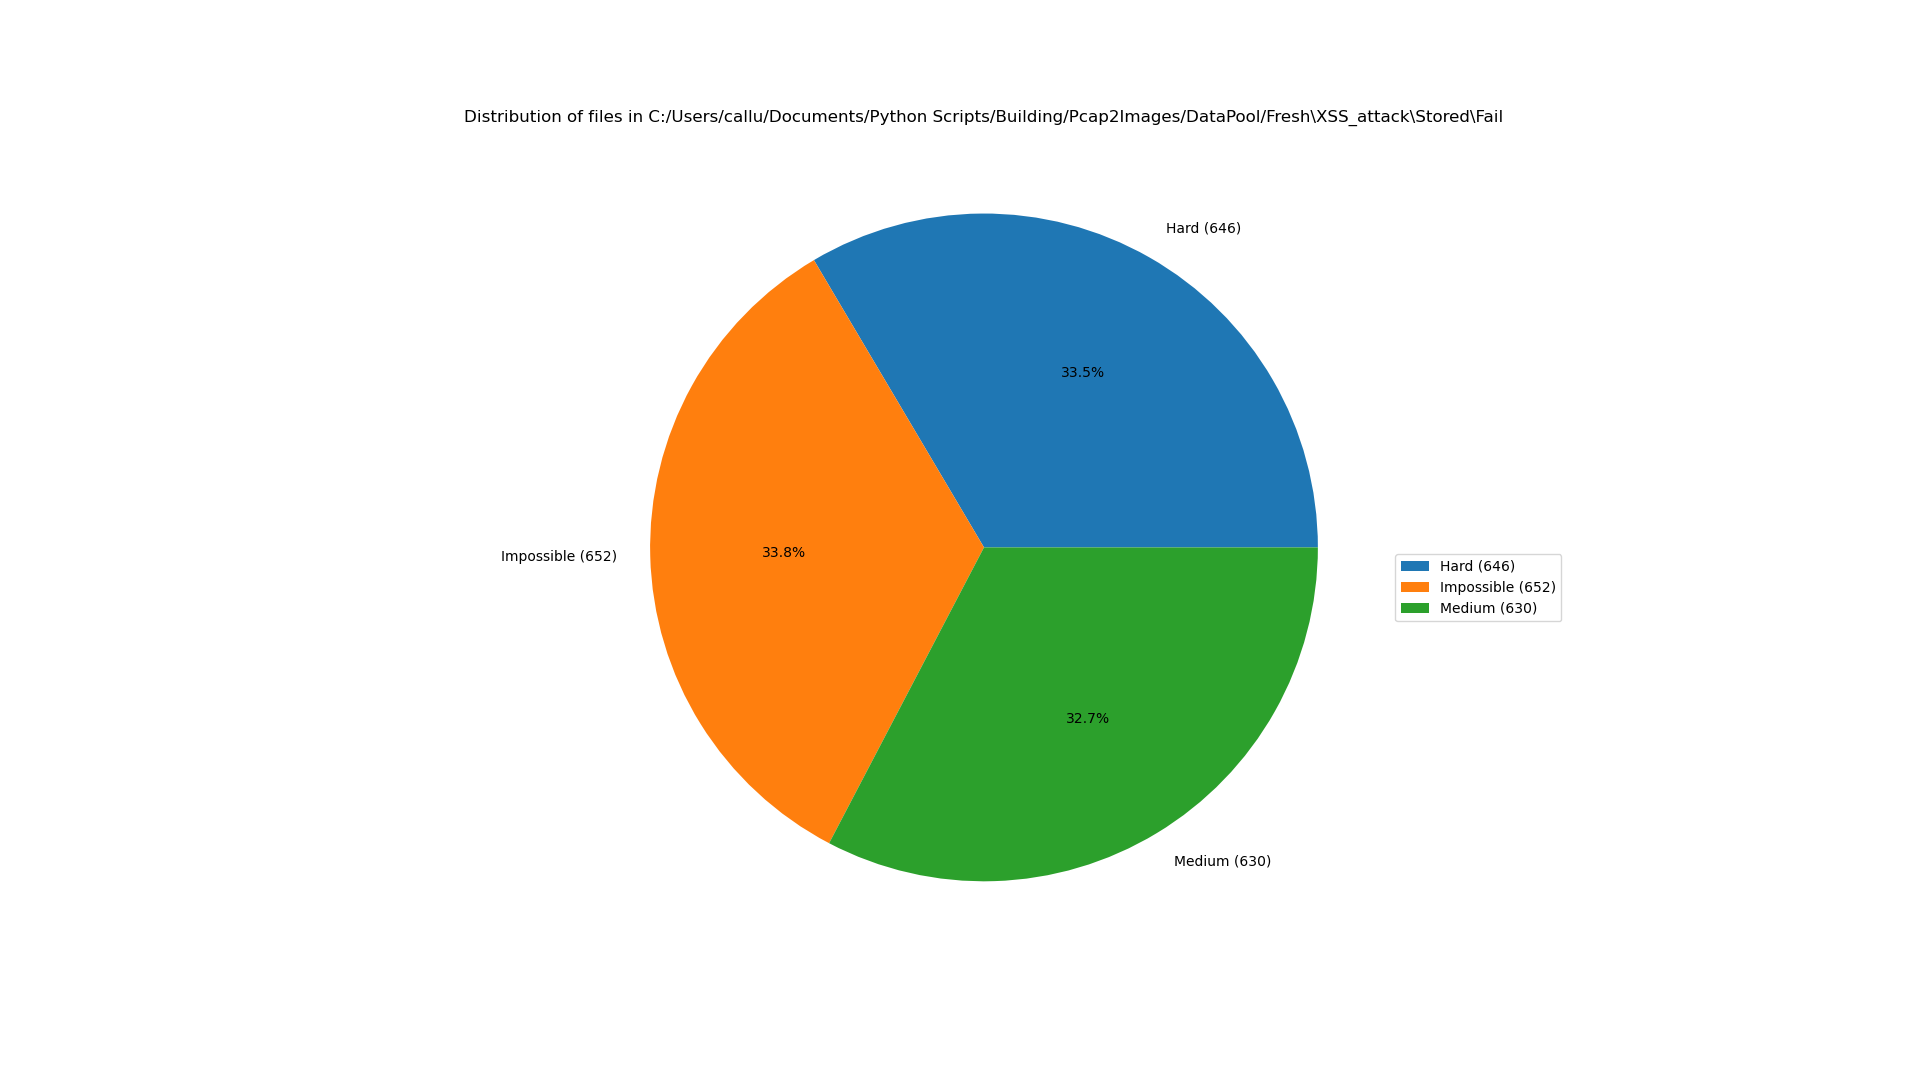 Distribution of files in C:/Users/callu/Documents/Python Scripts/Building/Pcap2Images/DataPool/Fresh\XSS_attack\Stored\Fail
Hard (646)
33.5%
Impossible (652)
33.8%
Medium (630)
32.7%
Hard (646)
Impossible (652)
Medium (630)